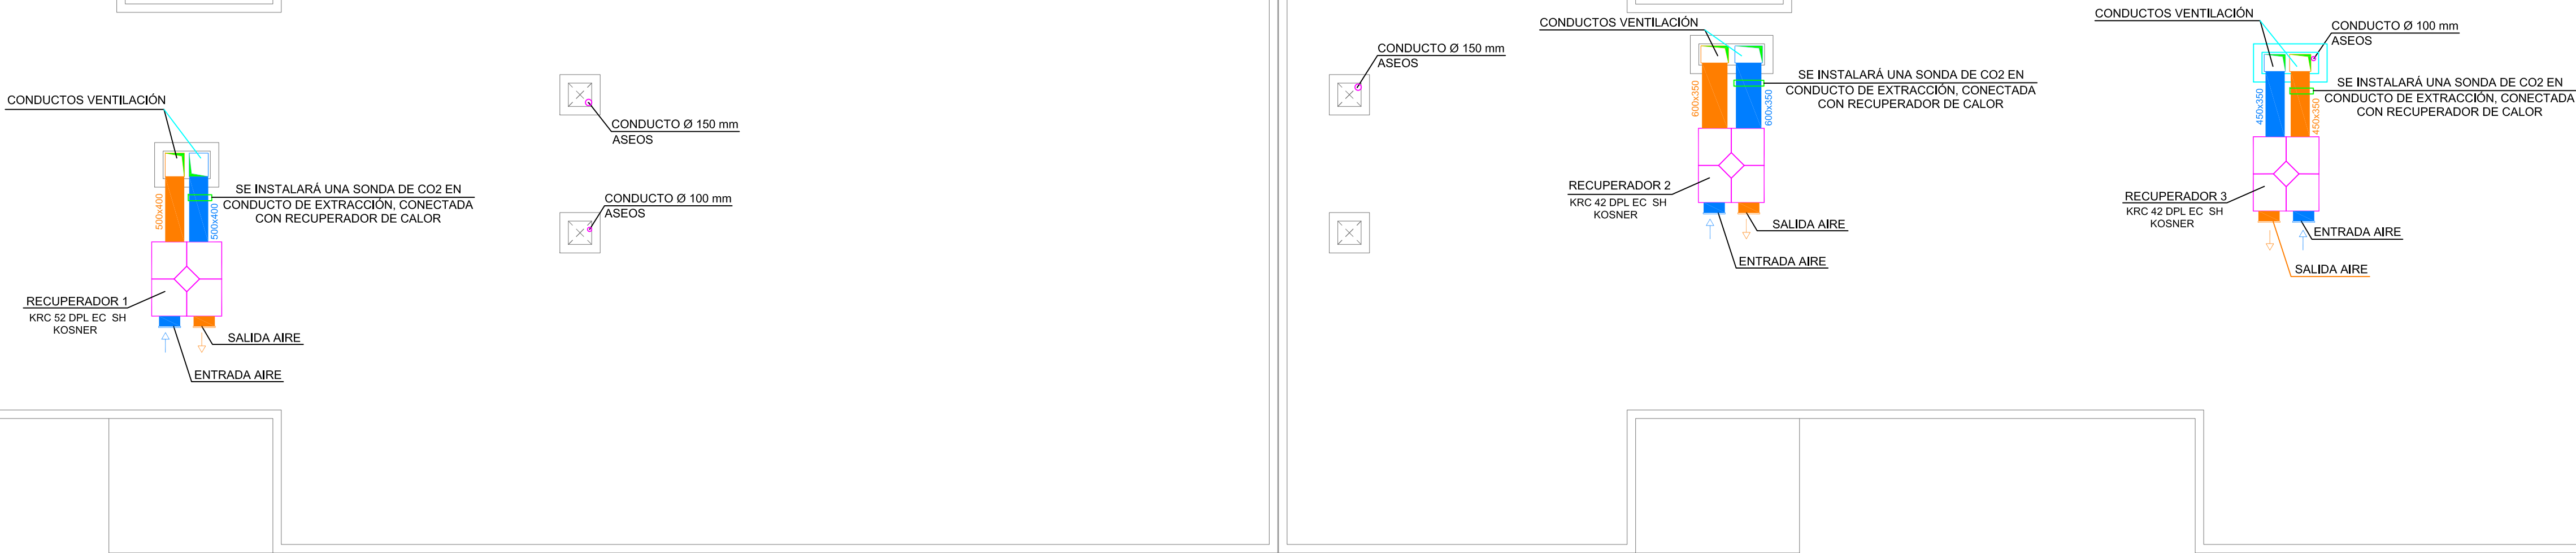 CONDUCTOS VENTILACIÓN
SE INSTALARÁ UNA SONDA DE CO2 EN
CONDUCTO DE EXTRACCIÓN, CONECTADA
CON RECUPERADOR DE CALOR
500x400
500x400
RECUPERADOR 1
KRC 52 DPL EC SH
KOSNER
SALIDA AIRE
ENTRADA AIRE
CONDUCTO Ø 150 mm
ASEOS
CONDUCTO Ø 100 mm
ASEOS
CONDUCTO Ø 150 mm
ASEOS
CONDUCTOS VENTILACIÓN
SE INSTALARÁ UNA SONDA DE CO2 EN
CONDUCTO DE EXTRACCIÓN, CONECTADA
CON RECUPERADOR DE CALOR
600x350
600x350
RECUPERADOR 2
KRC 42 DPL EC SH
KOSNER
SALIDA AIRE
ENTRADA AIRE
CONDUCTOS VENTILACIÓN
CONDUCTO Ø 100 mm
ASEOS
SE INSTALARÁ UNA SONDA DE CO2 EN
CONDUCTO DE EXTRACCIÓN, CONECTADA
CON RECUPERADOR DE CALOR
450x350
450x350
RECUPERADOR 3
KRC 42 DPL EC SH
KOSNER
ENTRADA AIRE
SALIDA AIRE